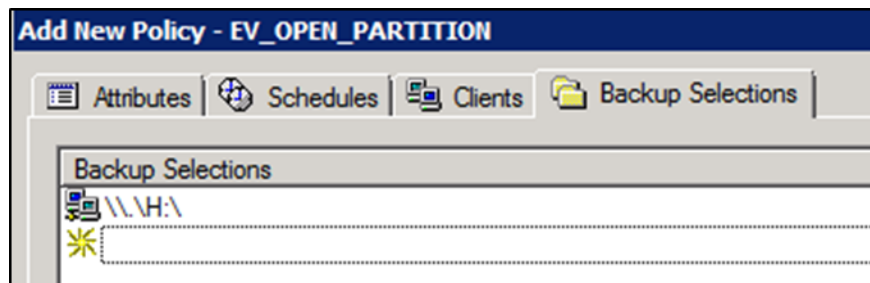 Add New Policy - EV_OPEN_PARTITION
Attributes Schedules Clients Backup Selections
Backup Selections
\\.\H:\